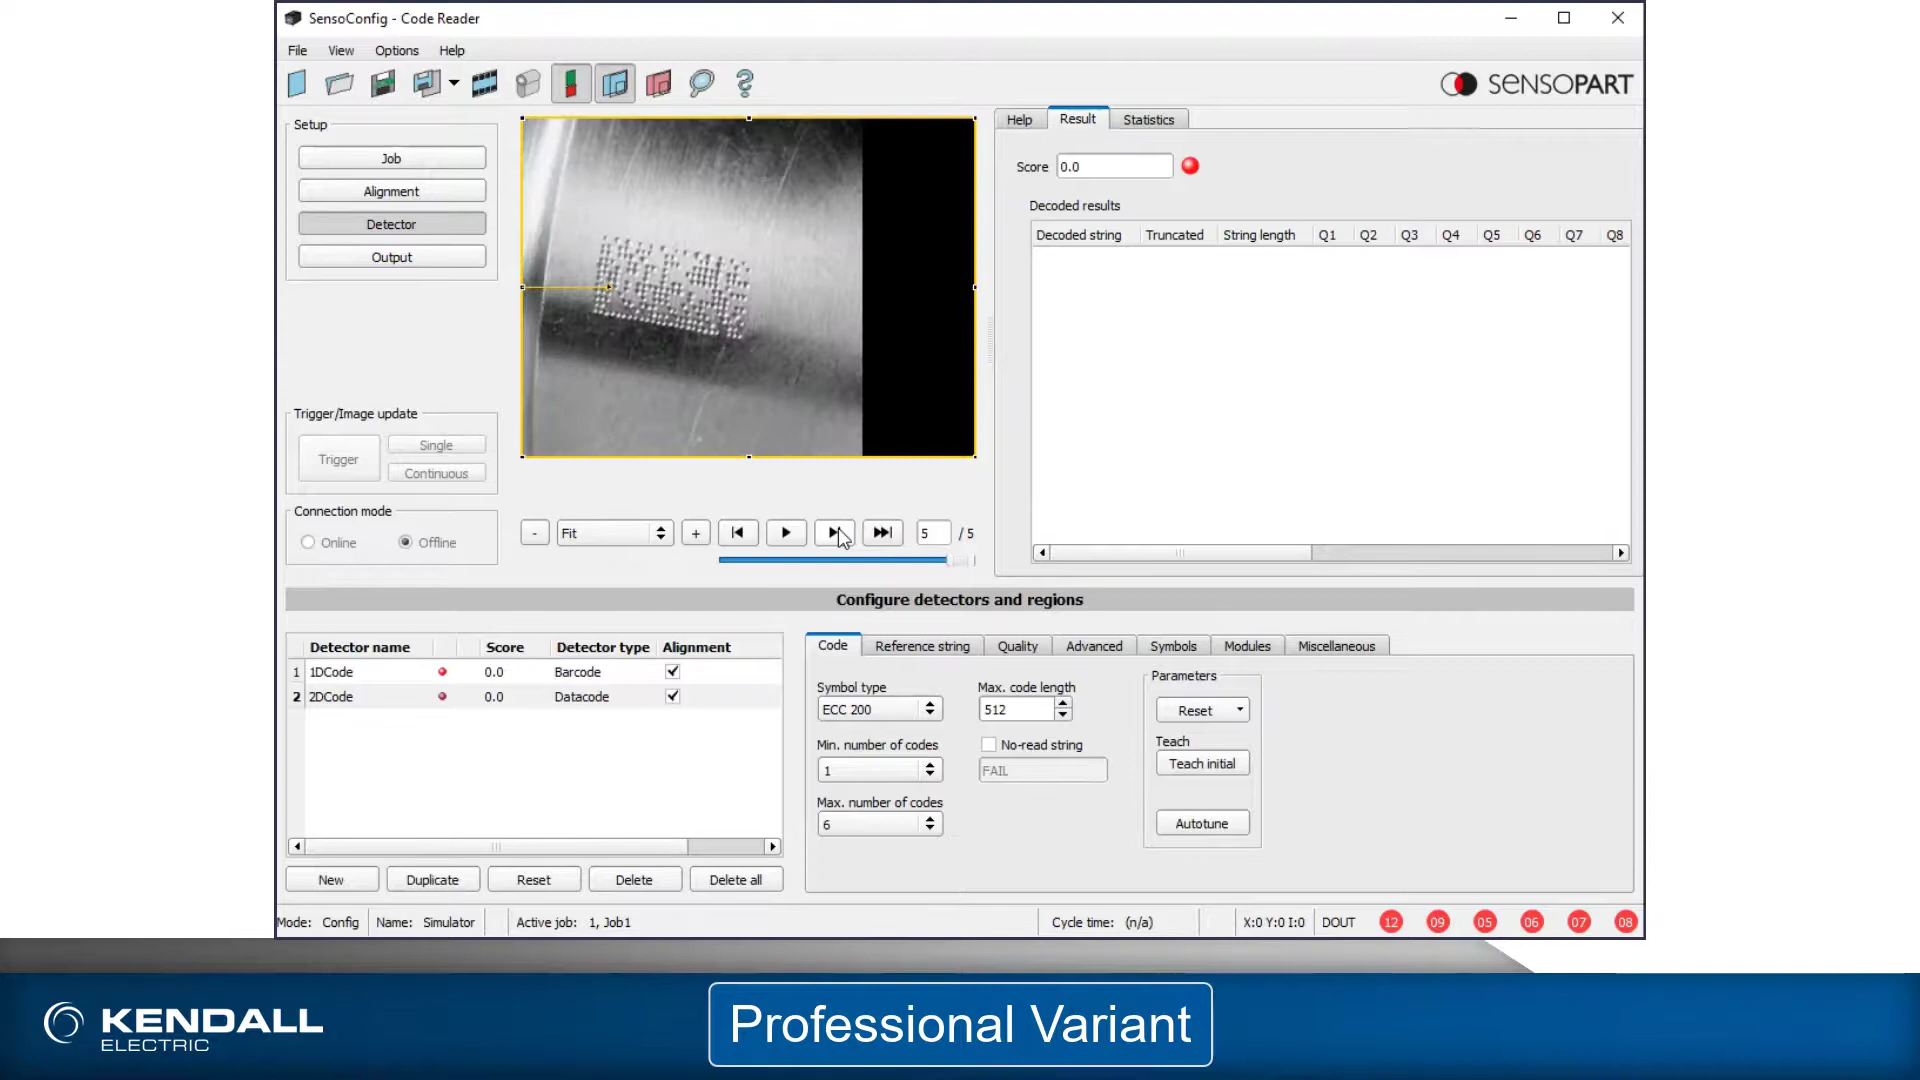 SensoConfig - Code Reader
File View Options Help
SENSOPART
Setup
Job
Alignment
Detector
Output
Trigger/Image update
Trigger
Single
Continuous
Connection mode
Online Offline
- Fit + 5 / 5
Help Result Statistics
Score 0.0
Decoded results
Decoded string Truncated String length Q1 Q2 Q3 Q4 Q5 Q6 Q7 Q8
Configure detectors and regions
Detector name Score Detector type Alignment
1 1DCode 0.0 Barcode
2 2DCode 0.0 Datacode
New Duplicate Reset Delete Delete all
Code Reference string Quality Advanced Symbols Modules Miscellaneous
Symbol type
ECC 200
Min. number of codes
1
Max. number of codes
6
Max. code length
512
No-read string
FAIL
Parameters
Reset
Teach
Teach initial
Autotune
Mode: Config Name: Simulator Active job: 1, Job1 Cycle time: (n/a) X:0 Y:0 I:0 DOUT 12 09 05 06 07 08
KENDALL
ELECTRIC
Professional Variant